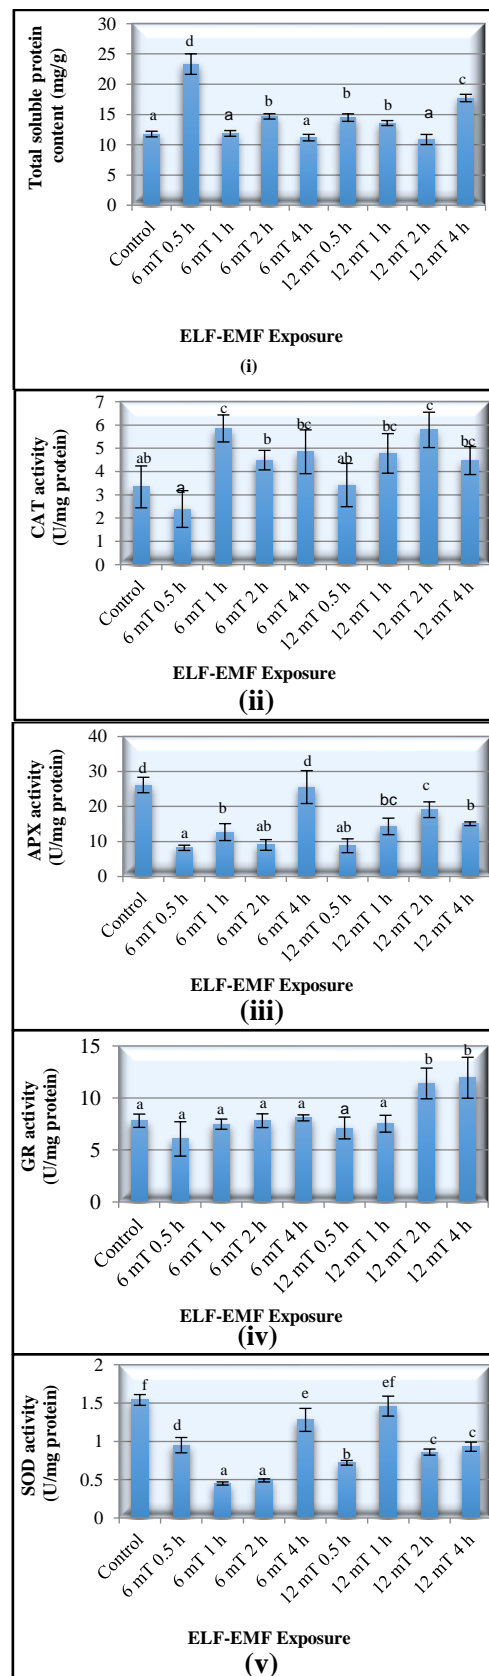 Total soluble protein
content (mg/g)
30
25
20
15
10
5
0
a
d
a
b
a
b
b
a
c
Control
6 mT 0.5 h
6 mT 1 h
6 mT 2 h
6 mT 4 h
12 mT 0.5 h
12 mT 1 h
12 mT 2 h
12 mT 4 h
ELF-EMF Exposure
(i)
CAT activity
(U/mg protein)
7
6
5
4
3
2
1
0
ab
a
c
b
bc
ab
bc
c
bc
Control
6 mT 0.5 h
6 mT 1 h
6 mT 2 h
6 mT 4 h
12 mT 0.5 h
12 mT 1 h
12 mT 2 h
12 mT 4 h
ELF-EMF Exposure
(ii)
APX activity
(U/mg protein)
40
30
20
10
0
d
a
b
ab
d
ab
bc
c
b
Control
6 mT 0.5 h
6 mT 1 h
6 mT 2 h
6 mT 4 h
12 mT 0.5 h
12 mT 1 h
12 mT 2 h
12 mT 4 h
ELF-EMF Exposure
(iii)
GR activity
(U/mg protein)
15
10
5
0
a
a
a
a
a
a
a
b
b
Control
6 mT 0.5 h
6 mT 1 h
6 mT 2 h
6 mT 4 h
12 mT 0.5 h
12 mT 1 h
12 mT 2 h
12 mT 4 h
ELF-EMF Exposure
(iv)
SOD activity
(U/mg protein)
2
1.5
1
0.5
0
f
d
a
a
e
b
ef
c
c
Control
6 mT 0.5 h
6 mT 1 h
6 mT 2 h
6 mT 4 h
12 mT 0.5 h
12 mT 1 h
12 mT 2 h
12 mT 4 h
ELF-EMF Exposure
(v)